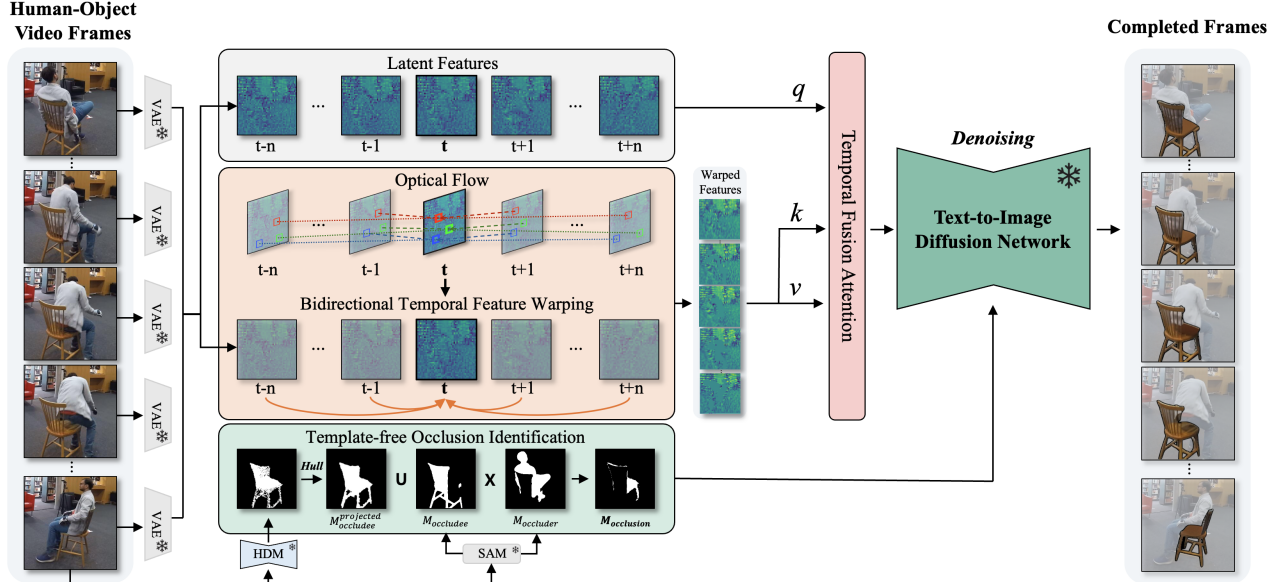 Human-Object
Video Frames
VAE
VAE
VAE
VAE
VAE
Latent Features
...
...
t-n
t-1
t
t+1
t+n
Optical Flow
...
...
t-n
t-1
t
t+1
t+n
Bidirectional Temporal Feature Warping
...
...
t-n
t-1
t
t+1
t+n
Template-free Occlusion Identification
Hull
U
X
M_occludee^projected
M_occludee
M_occluder
M_occlusion
HDM
SAM
Warped
Features
q
k
v
Temporal Fusion Attention
Denoising
Text-to-Image
Diffusion Network
Completed Frames